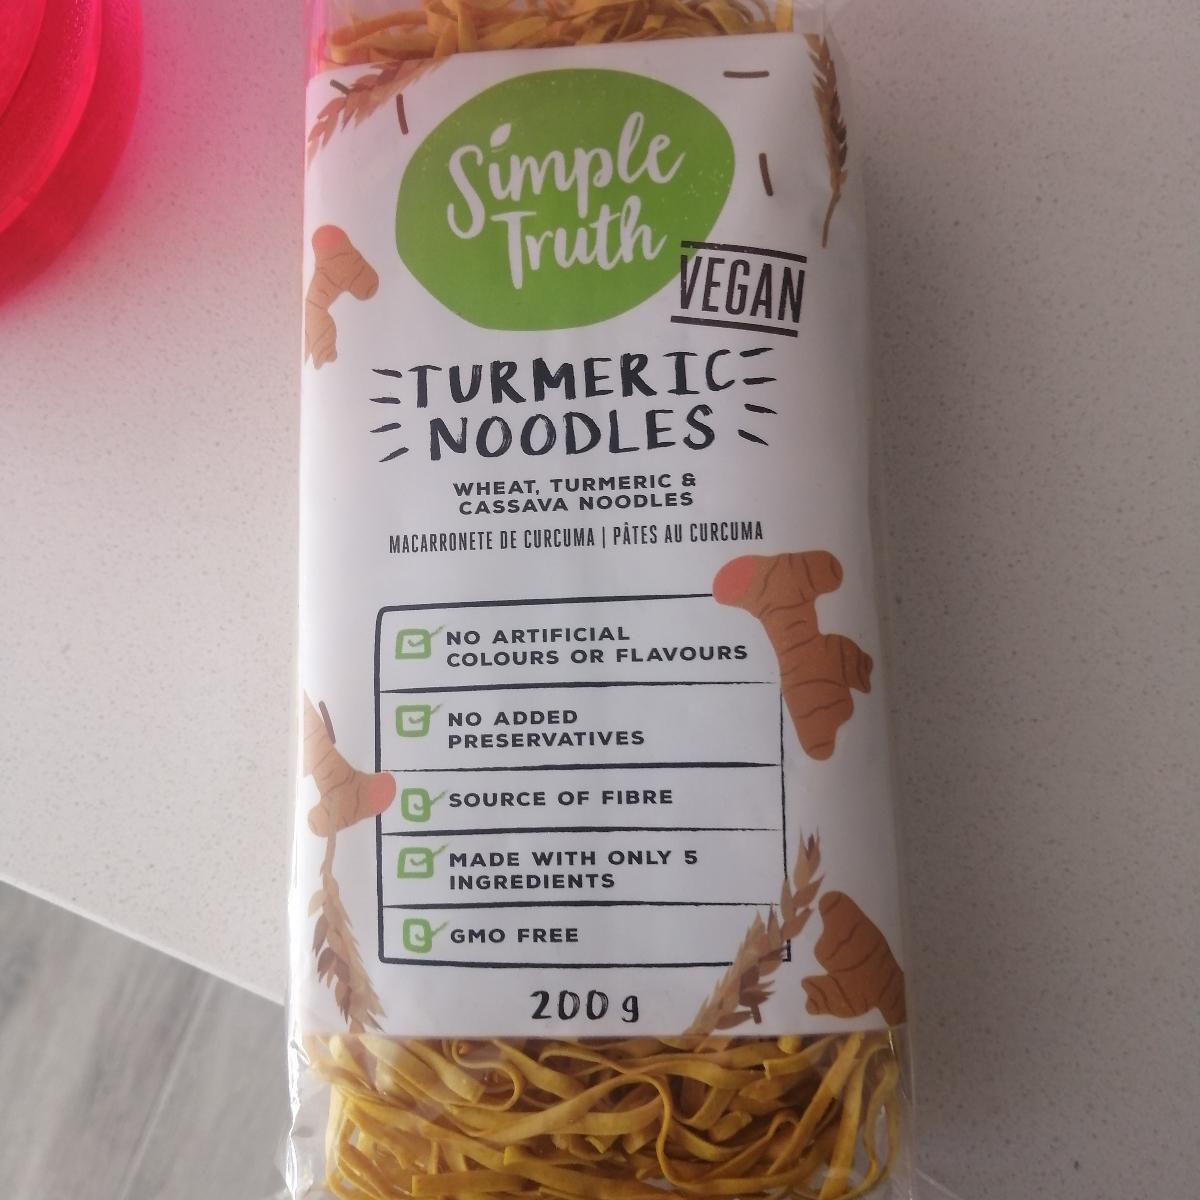 Simple
Truth
VEGAN
TURMERIC
NOODLES
WHEAT, TURMERIC &
CASSAVA NOODLES
MACARRONETE DE CURCUMA | PÂTES AU CURCUMA
NO ARTIFICIAL
COLOURS OR FLAVOURS
NO ADDED
PRESERVATIVES
SOURCE OF FIBRE
MADE WITH ONLY 5
INGREDIENTS
GMO FREE
200g